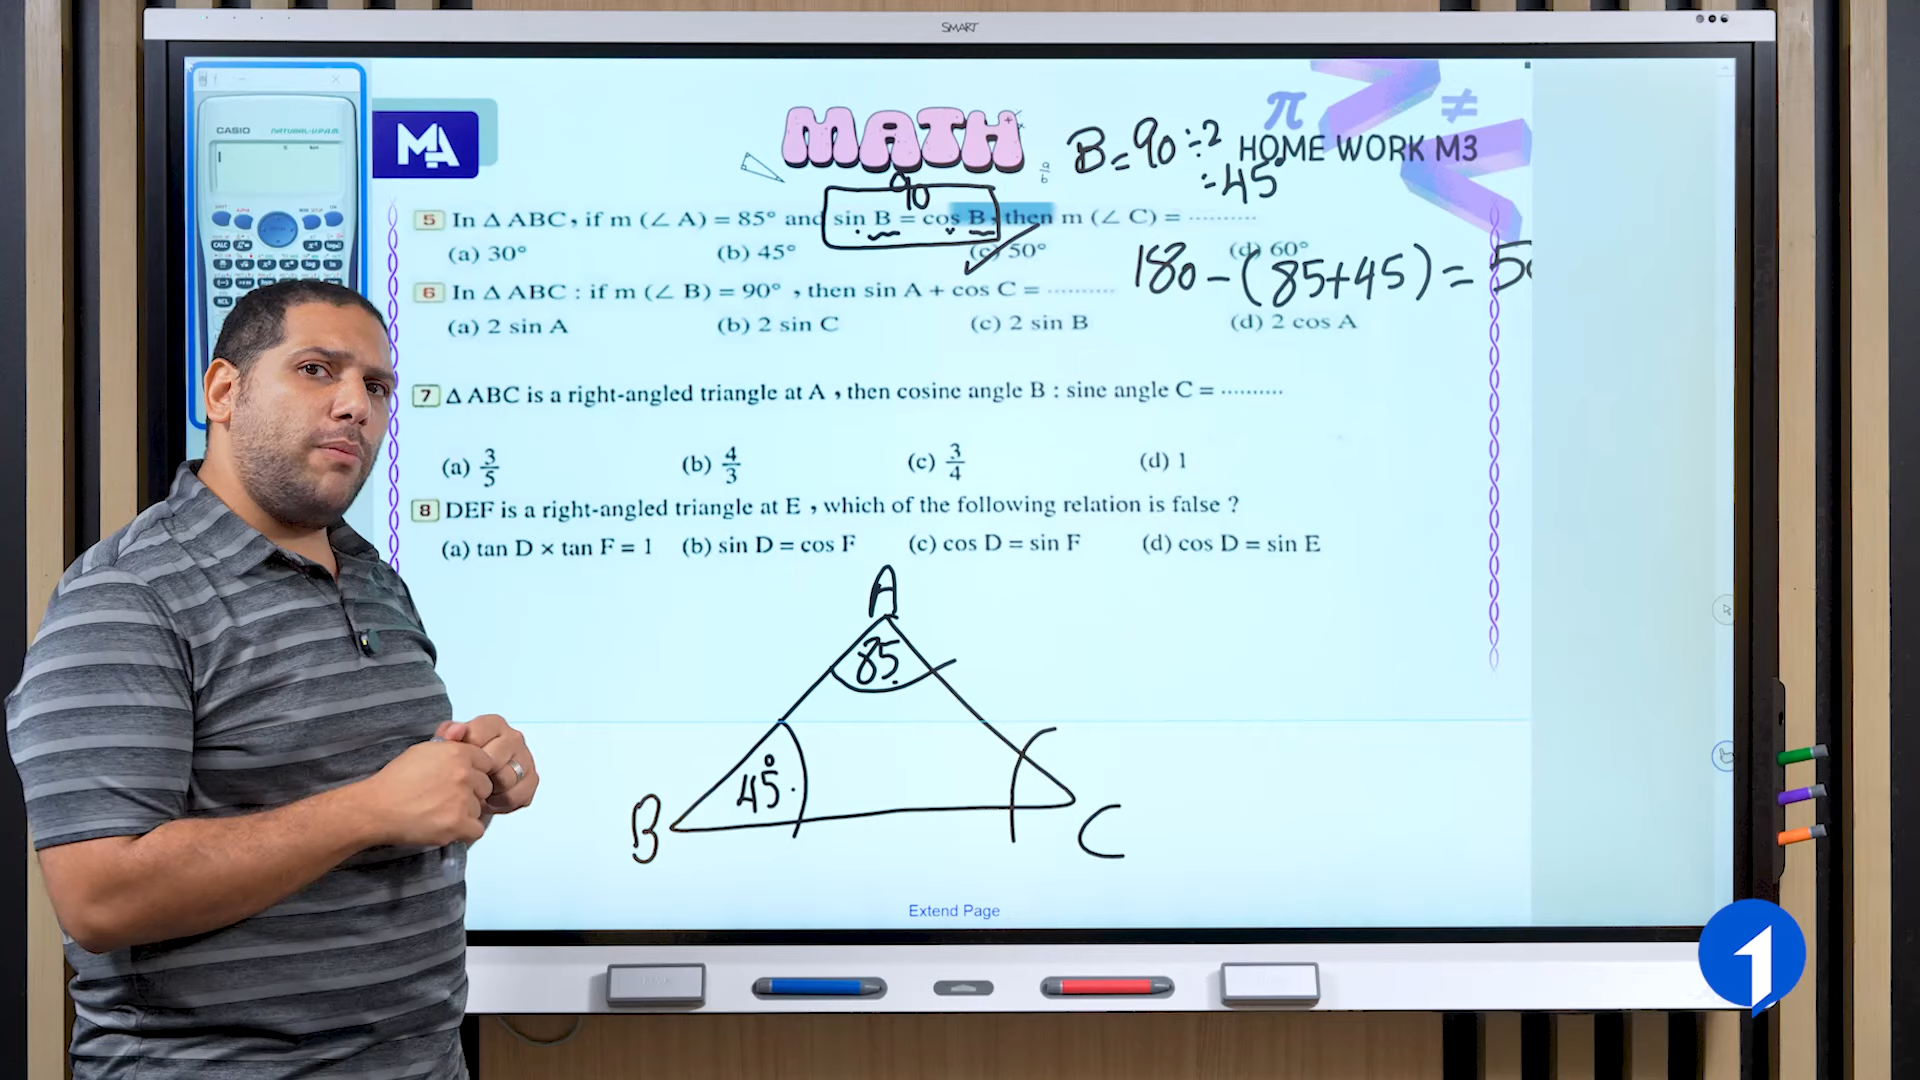 SMART
CASIO NATURAL-V.P.A.M.
MA
MATH
π ≠
HOME WORK M3
B = 90 ÷ 2
= 45°
90
5 In Δ ABC, if m (∠ A) = 85° and sin B = cos B, then m (∠ C) = ..........
(a) 30° (b) 45° (c) 50° (d) 60°
180 - (85+45) = 50
6 In Δ ABC : if m (∠ B) = 90° , then sin A + cos C = ..........
(a) 2 sin A (b) 2 sin C (c) 2 sin B (d) 2 cos A
7 Δ ABC is a right-angled triangle at A , then cosine angle B : sine angle C = ..........
(a) 3/5 (b) 4/3 (c) 3/4 (d) 1
8 DEF is a right-angled triangle at E , which of the following relation is false ?
(a) tan D × tan F = 1 (b) sin D = cos F (c) cos D = sin F (d) cos D = sin E
A
85
45°
B
C
Extend Page
1